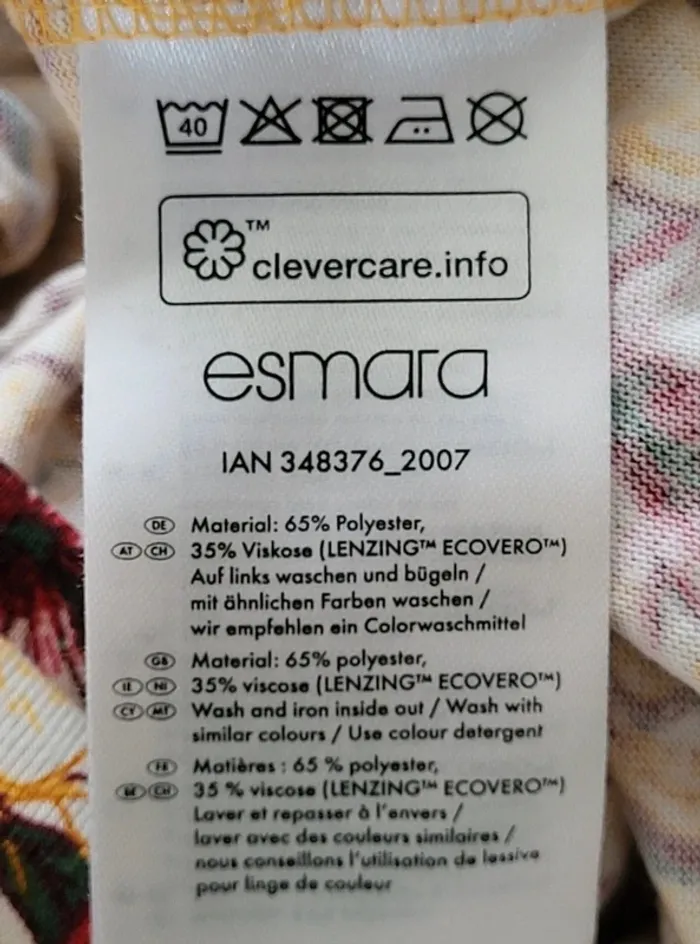 40
™
clevercare.info
esmara
IAN 348376_2007
DE Material: 65% Polyester,
AT CH 35% Viskose (LENZING™ ECOVERO™)
Auf links waschen und bügeln /
mit ähnlichen Farben waschen /
wir empfehlen ein Colorwaschmittel
GB Material: 65% polyester,
IE NI 35% viscose (LENZING™ ECOVERO™)
CY MT Wash and iron inside out / Wash with
similar colours / Use colour detergent
FR Matières : 65 % polyester,
BE CH 35 % viscose (LENZING™ ECOVERO™)
Laver et repasser à l'envers /
laver avec des couleurs similaires /
nous conseillons l'utilisation de lessive
pour linge de couleur